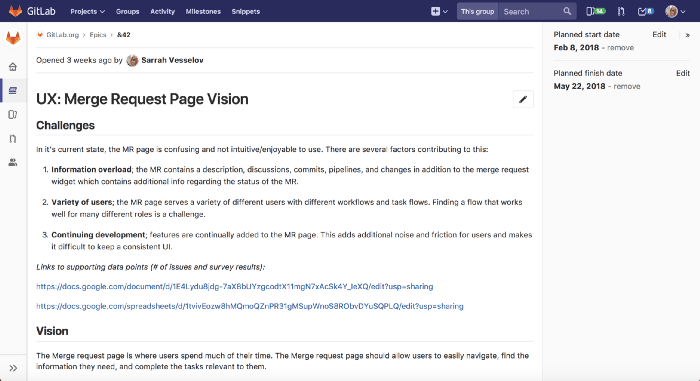 GitLab Projects Groups Activity Milestones Snippets This group Search 14 8
GitLab.org > Epics > &42
Opened 3 weeks ago by Sarrah Vesselov
UX: Merge Request Page Vision
Challenges
In it's current state, the MR page is confusing and not intuitive/enjoyable to use. There are several factors contributing to this:
1. Information overload; the MR contains a description, discussions, commits, pipelines, and changes in addition to the merge request
widget which contains additional info regarding the status of the MR.
2. Variety of users; the MR page serves a variety of different users with different workflows and task flows. Finding a flow that works
well for many different roles is a challenge.
3. Continuing development; features are continually added to the MR page. This adds additional noise and friction for users and makes
it difficult to keep a consistent UI.
Links to supporting data points (# of issues and survey results):
https://docs.google.com/document/d/1E4Lydu8jdg-7aX8bUYzgcodtX11mgN7xAcSk4Y_IeXQ/edit?usp=sharing
https://docs.google.com/spreadsheets/d/1tvivEozw8hMQmoQZnPR31gMSupWnoS8RObvDYuSQPLQ/edit?usp=sharing
Vision
The Merge request page is where users spend much of their time. The Merge request page should allow users to easily navigate, find the
information they need, and complete the tasks relevant to them.
Planned start date Edit »
Feb 8, 2018 - remove
Planned finish date Edit
May 22, 2018 - remove